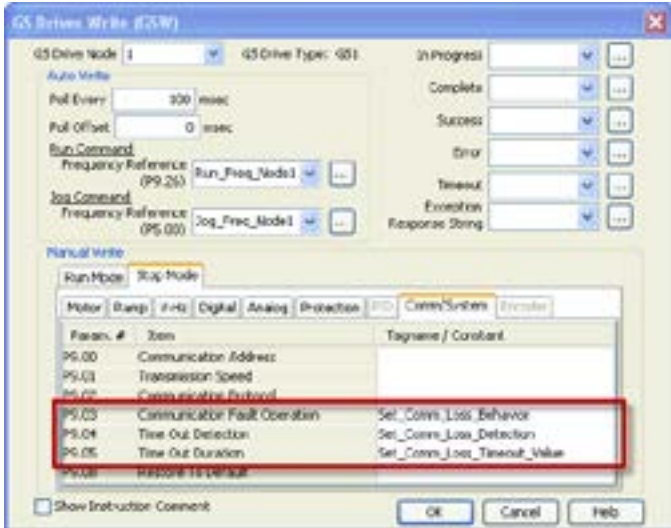 GS Drives Write (GSW)
GS Drive Node 1 GS Drive Type: GS1
Auto Write
Poll Every 100 msec
Poll Offset 0 msec
Run Command
Frequency Reference (P9.26) Run_Freq_Node1 ...
Jog Command
Frequency Reference (P5.00) Jog_Freq_Node1 ...
In Progress ...
Complete ...
Success ...
Error ...
Timeout ...
Exception Response String ...
Manual Write
Run Mode Stop Mode
Motor Ramp V/Hz Digital Analog Protection PID Comm/System Encoder
Param. # Item Tagname / Constant
P9.00 Communication Address
P9.01 Transmission Speed
P9.02 Communication Protocol
P9.03 Communication Fault Operation Set_Comm_Loss_Behavior
P9.04 Time Out Detection Set_Comm_Loss_Detection
P9.05 Time Out Duration Set_Comm_Loss_Timeout_Value
Restore To Default
Show Instruction Comment OK Cancel Help